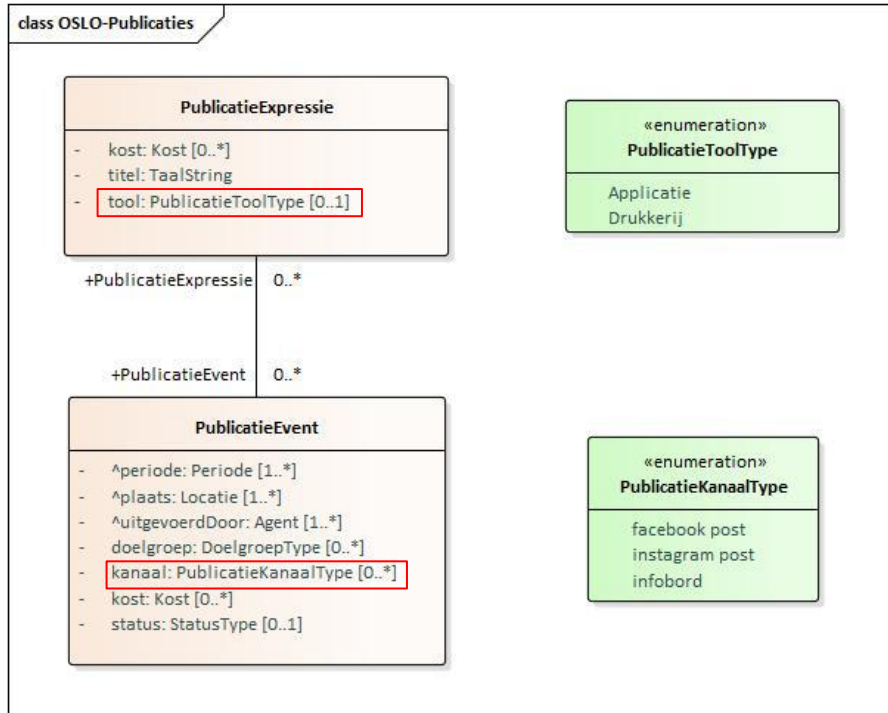 class OSLO-Publicaties
PublicatieExpressie
- kost: Kost [0..*]
- titel: TaalString
- tool: PublicatieToolType [0..1]
«enumeration»
PublicatieToolType
Applicatie
Drukkerij
+PublicatieExpressie 0..*
+PublicatieEvent 0..*
PublicatieEvent
- ^periode: Periode [1..*]
- ^plaats: Locatie [1..*]
- ^uitgevoerdDoor: Agent [1..*]
- doelgroep: DoelgroepType [0..*]
- kanaal: PublicatieKanaalType [0..*]
- kost: Kost [0..*]
- status: StatusType [0..1]
«enumeration»
PublicatieKanaalType
facebook post
instagram post
infobord